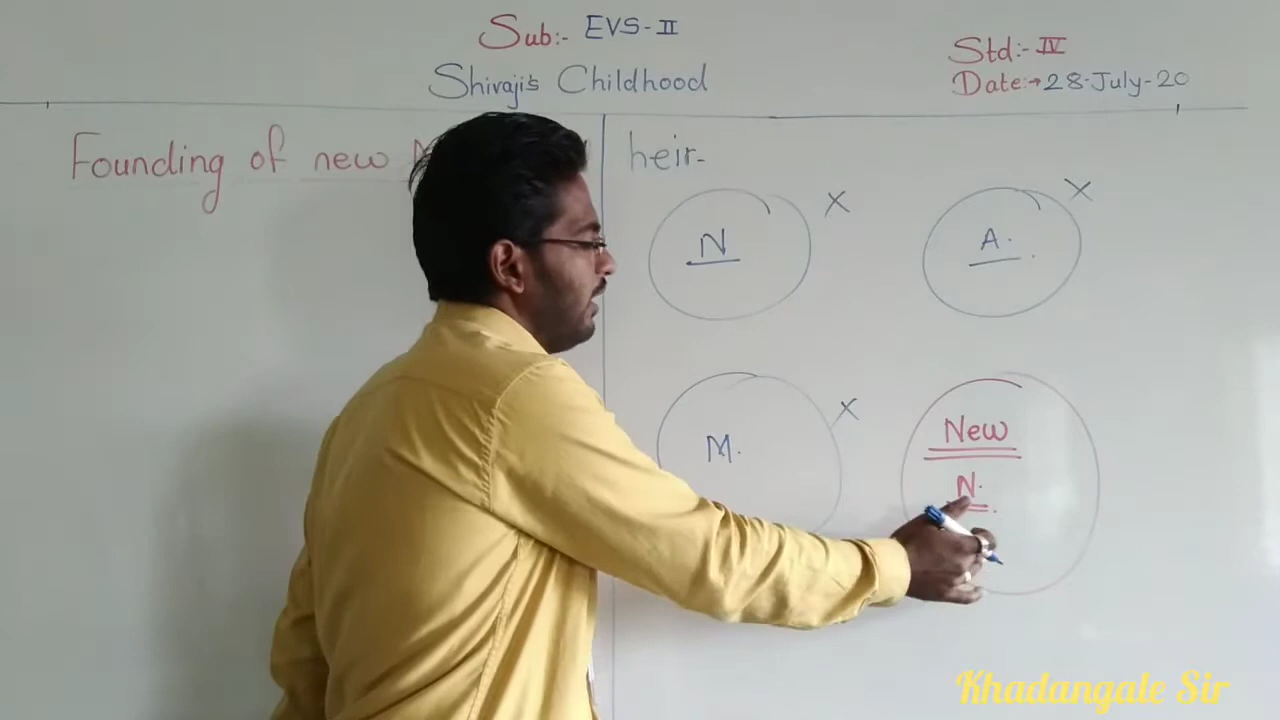 Sub:- EVS-II
Shivaji's Childhood
Std:- IV
Date:→28-July-20
Founding of new
heir-
N
X
A.
X
M.
X
New
N.
Khadangale Sir